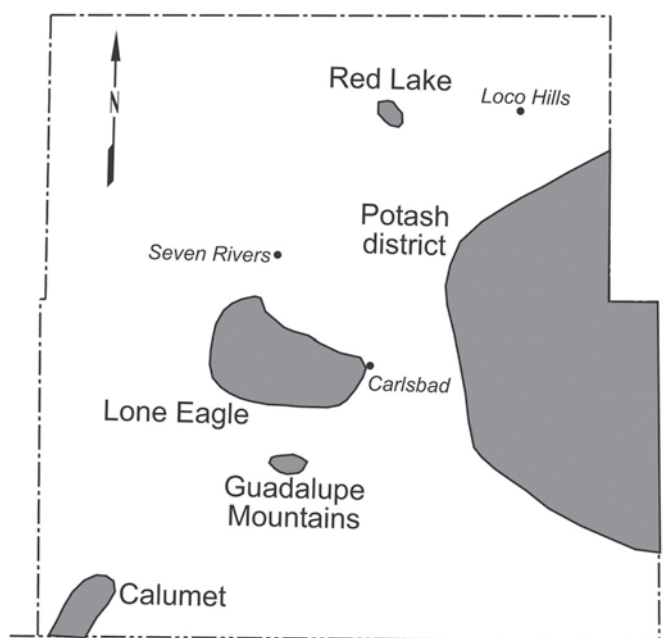 N
Red Lake
Loco Hills
Potash
district
Seven Rivers
Carlsbad
Lone Eagle
Guadalupe
Mountains
Calumet